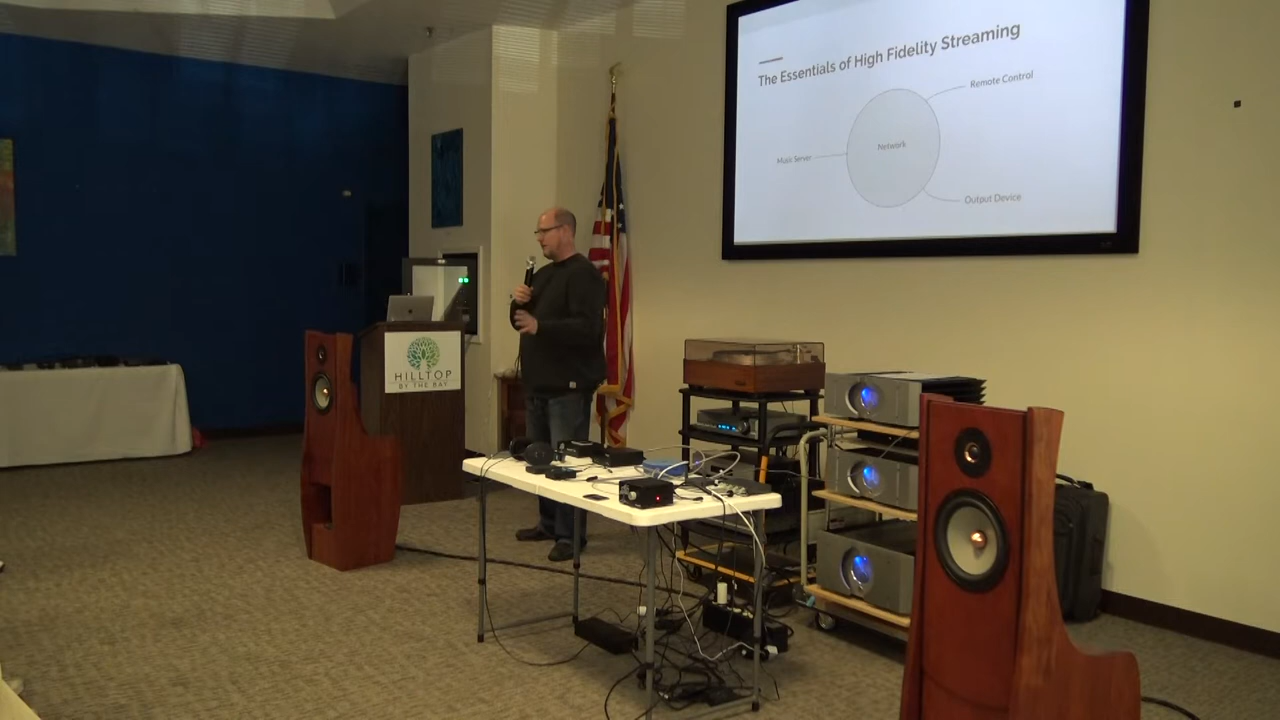 The Essentials of High Fidelity Streaming
Remote Control
Network
Music Server
Output Device
HILLTOP
BY THE BAY